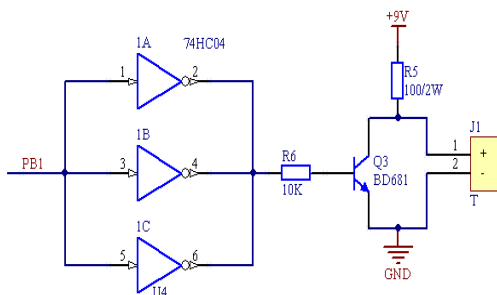 +9V
1A 74HC04
R5
100/2W
1 2
J1
1B
1 +
PB1
3 4
R6
Q3
2 -
10K
BD681
1C
T
5 6
GND
U4